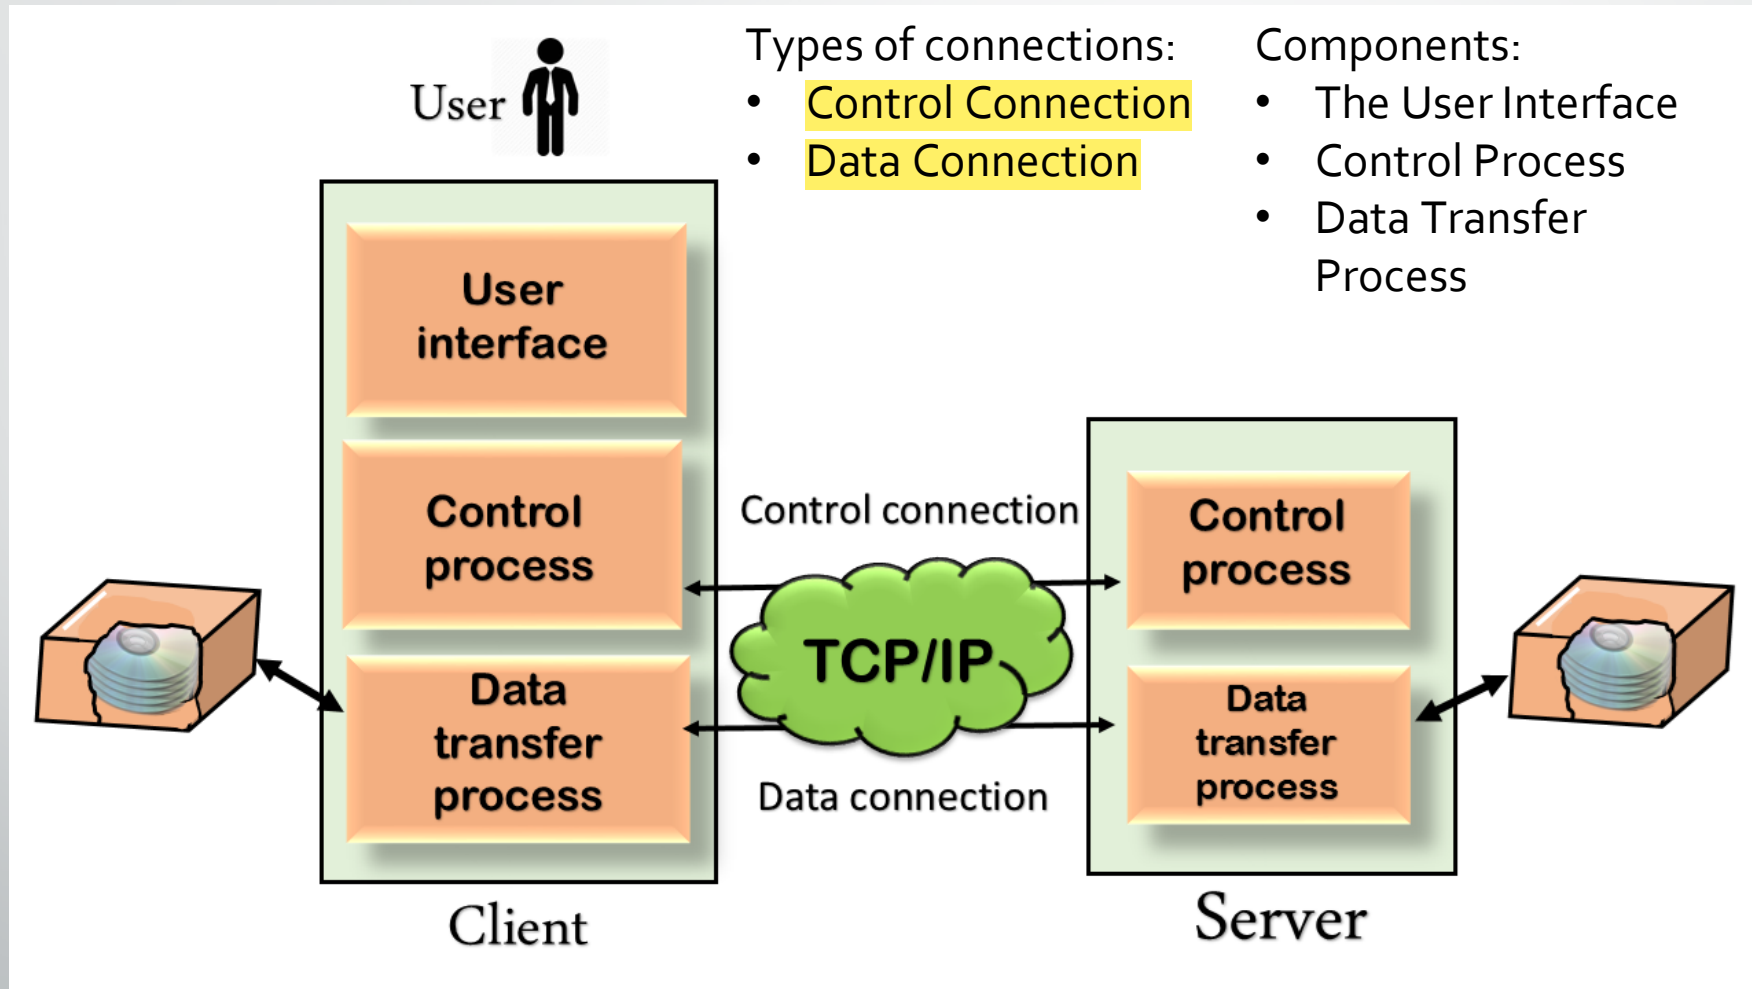 User
Types of connections:
• Control Connection
• Data Connection
Components:
• The User Interface
• Control Process
• Data Transfer
Process
User
interface
Control
process
Data
transfer
process
Client
Control connection
TCP/IP
Data connection
Control
process
Data
transfer
process
Server